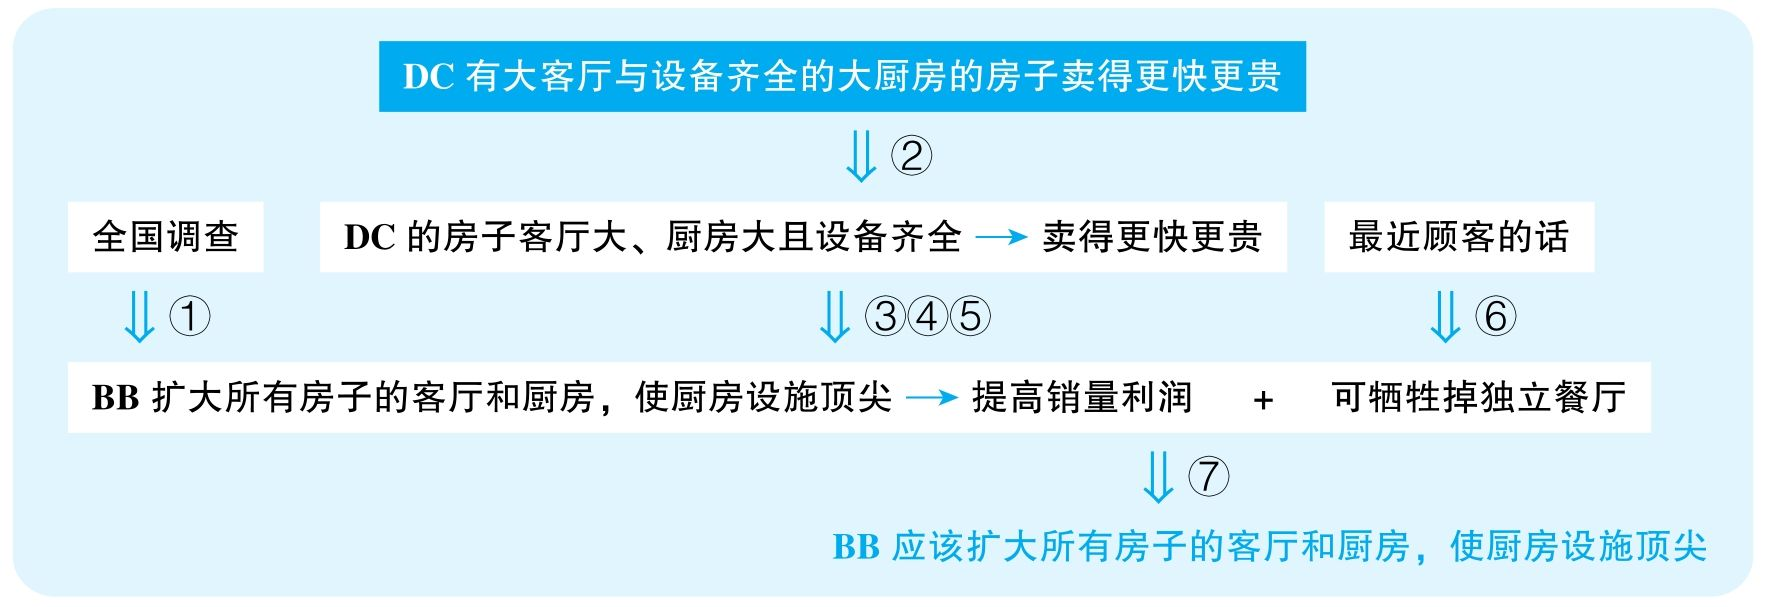 DC 有大客厅与设备齐全的大厨房的房子卖得更快更贵
②
全国调查
DC 的房子客厅大、厨房大且设备齐全 → 卖得更快更贵
最近顾客的话
①
③④⑤
⑥
BB 扩大所有房子的客厅和厨房，使厨房设施顶尖 → 提高销量利润 + 可牺牲掉独立餐厅
⑦
BB 应该扩大所有房子的客厅和厨房，使厨房设施顶尖